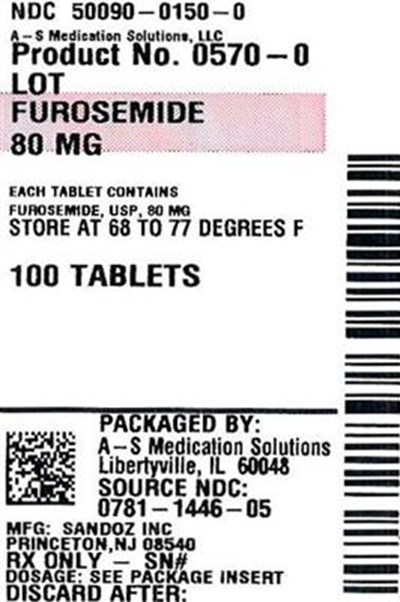 NDC 50090-0150-0
A-S Medication Solutions, LLC
Product No. 0570-0
LOT
FUROSEMIDE
80 MG
EACH TABLET CONTAINS
FUROSEMIDE, USP, 80 MG
STORE AT 68 TO 77 DEGREES F
100 TABLETS
PACKAGED BY:
A-S Medication Solutions
Libertyville, IL 60048
SOURCE NDC:
0781-1446-05
MFG: SANDOZ INC
PRINCETON,NJ 08540
RX ONLY - SN#
DOSAGE: SEE PACKAGE INSERT
DISCARD AFTER: